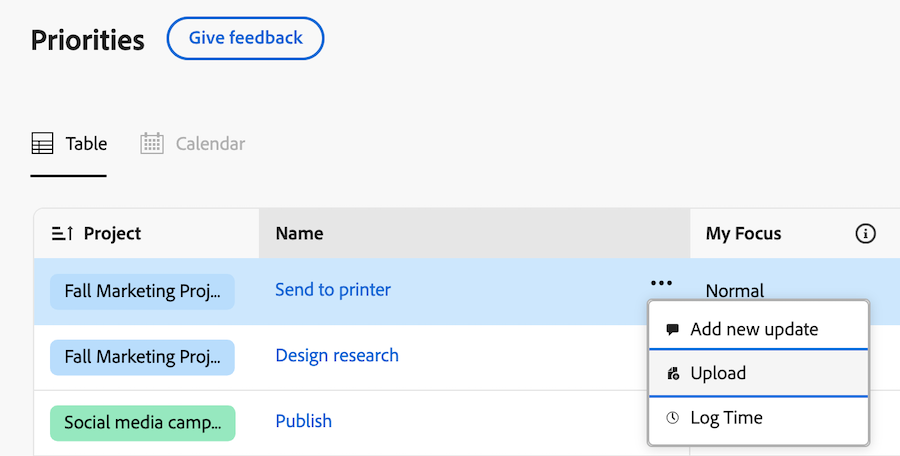 Priorities Give feedback
Table Calendar
Project Name My Focus
Fall Marketing Proj... Send to printer ••• Normal
Add new update
Fall Marketing Proj... Design research
Upload
Social media camp... Publish Log Time